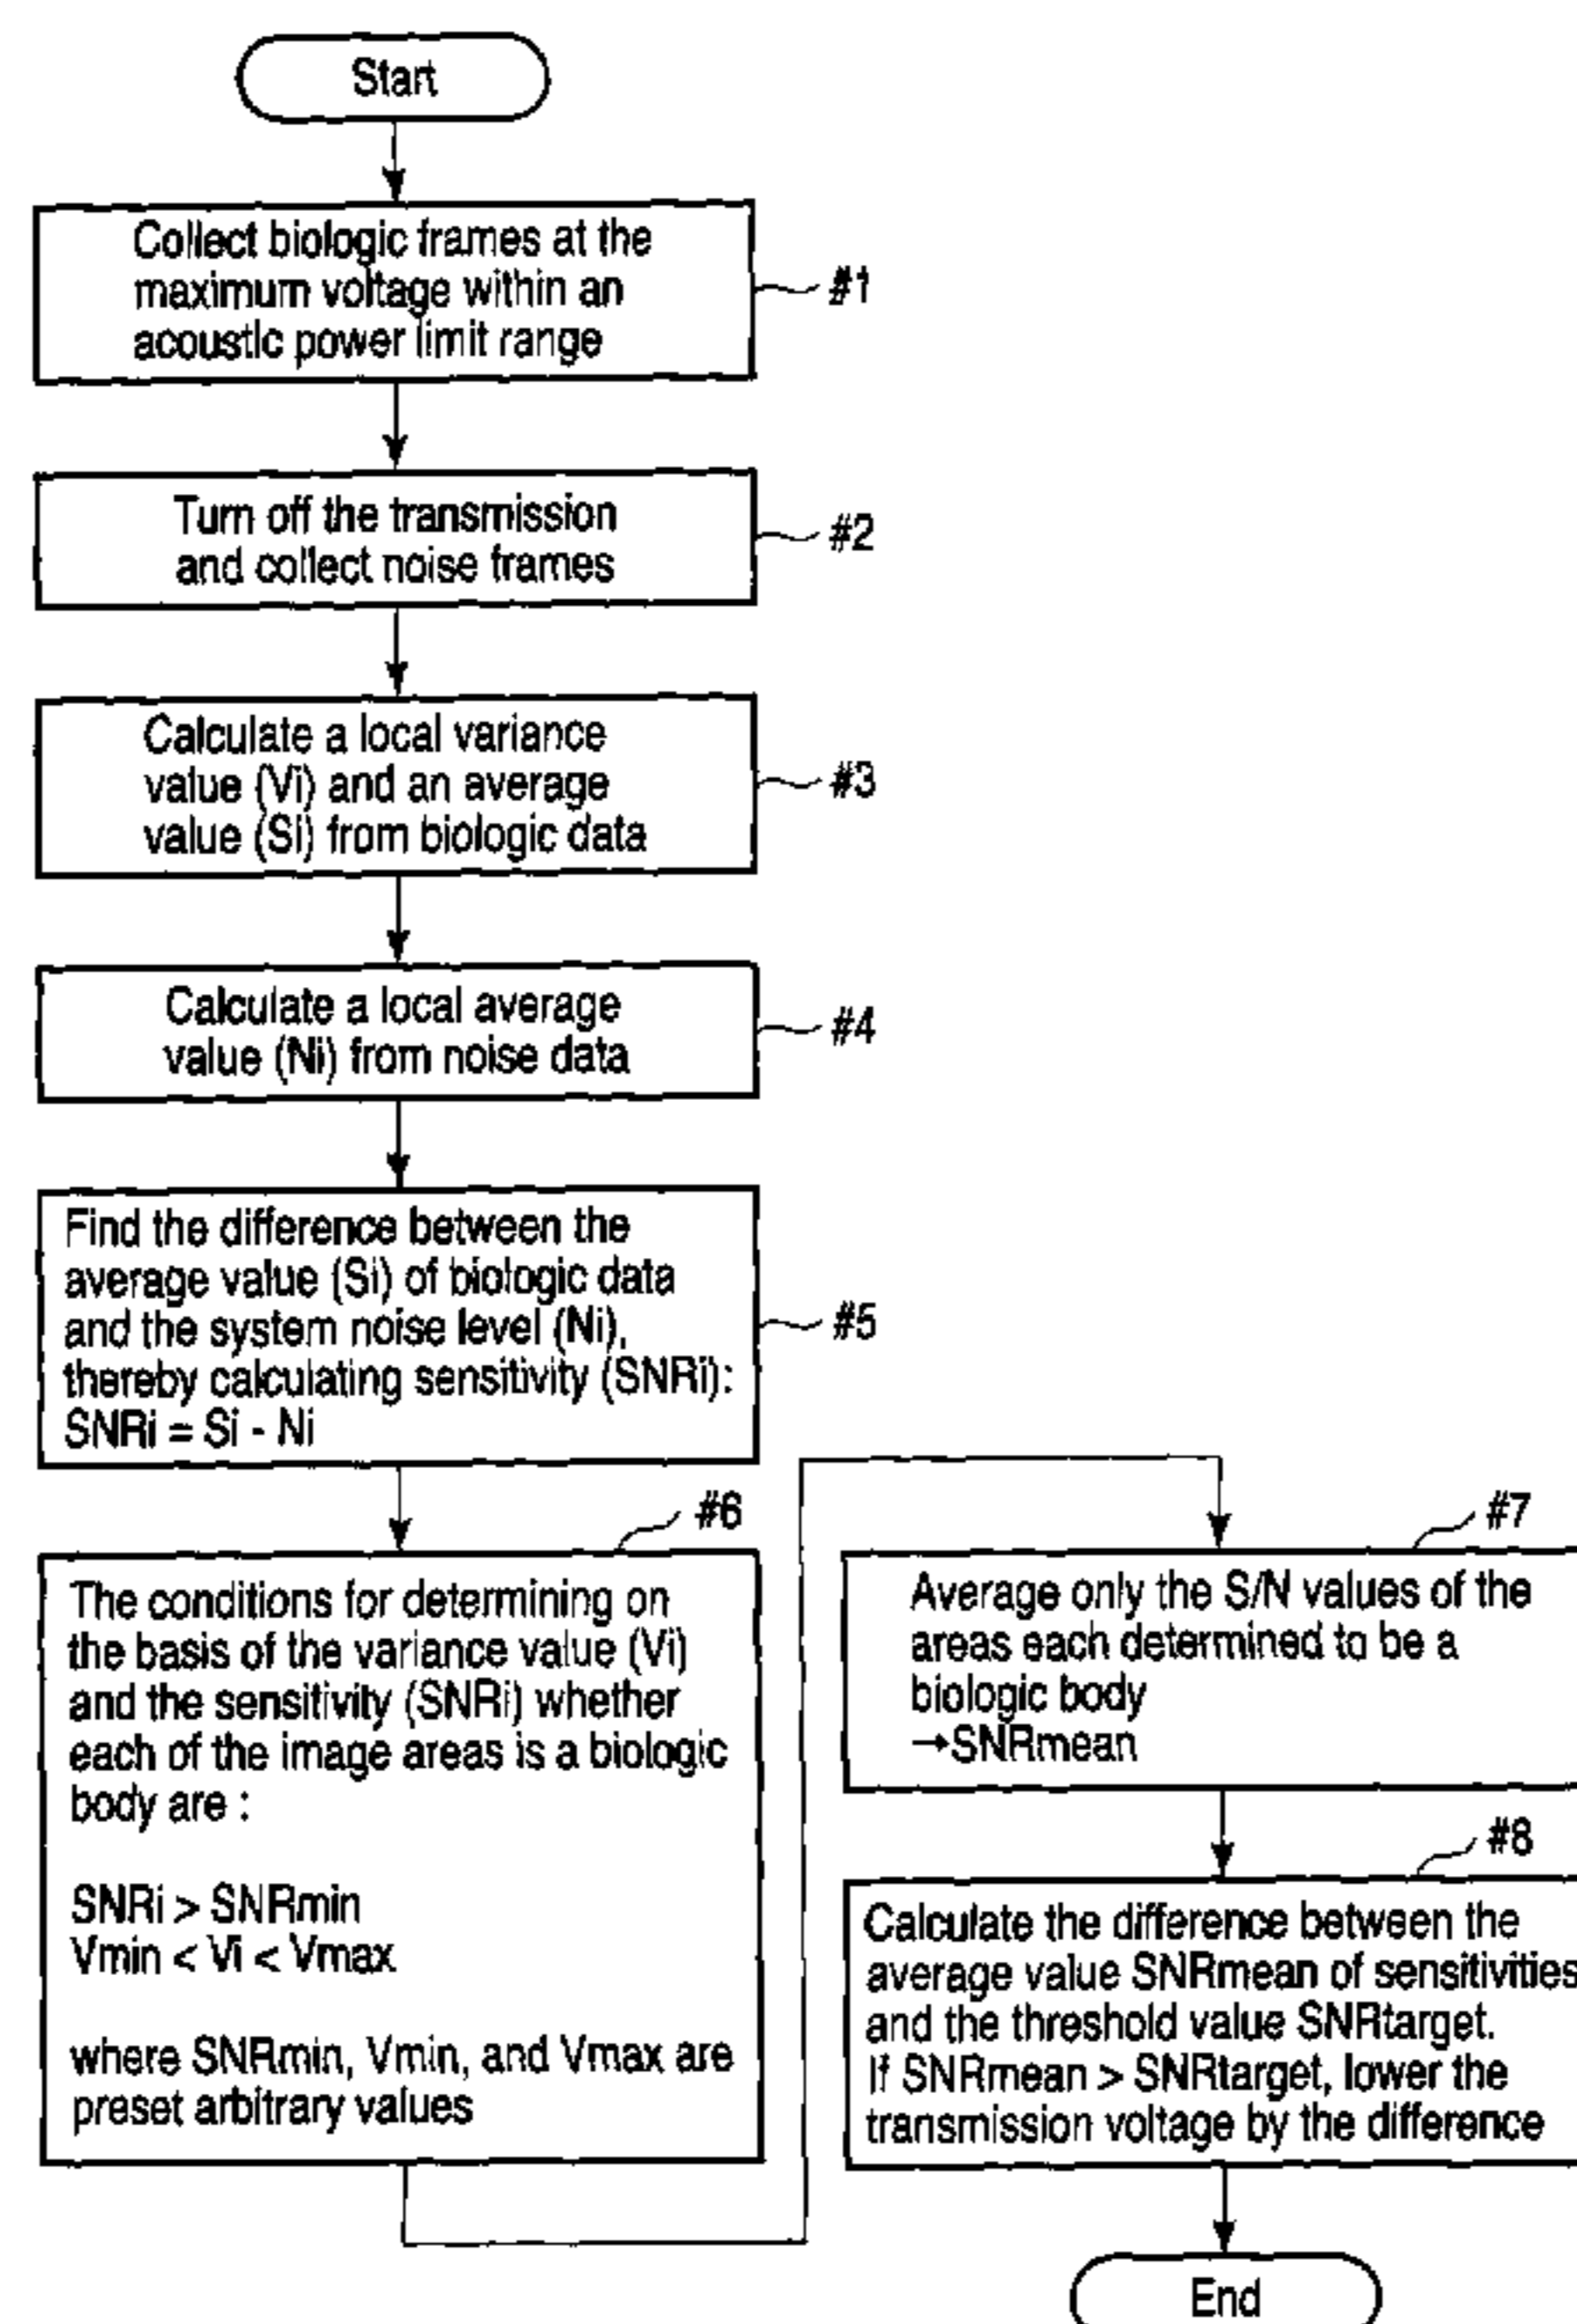 Start
Collect biologic frames at the
maximum voltage within an
acoustic power limit range
#1
Turn off the transmission
and collect noise frames
#2
Calculate a local variance
value (Vi) and an average
value (Si) from biologic data
#3
Calculate a local average
value (Ni) from noise data
#4
Find the difference between the
average value (Si) of biologic data
and the system noise level (Ni),
thereby calculating sensitivity (SNRi):
SNRi = Si - Ni
#5
#6
The conditions for determining on
the basis of the variance value (Vi)
and the sensitivity (SNRi) whether
each of the image areas is a biologic
body are :
SNRi > SNRmin
Vmin < Vi < Vmax
where SNRmin, Vmin, and Vmax are
preset arbitrary values
#7
Average only the S/N values of the
areas each determined to be a
biologic body
→SNRmean
#8
Calculate the difference between the
average value SNRmean of sensitivities
and the threshold value SNRtarget.
If SNRmean > SNRtarget, lower the
transmission voltage by the difference
End